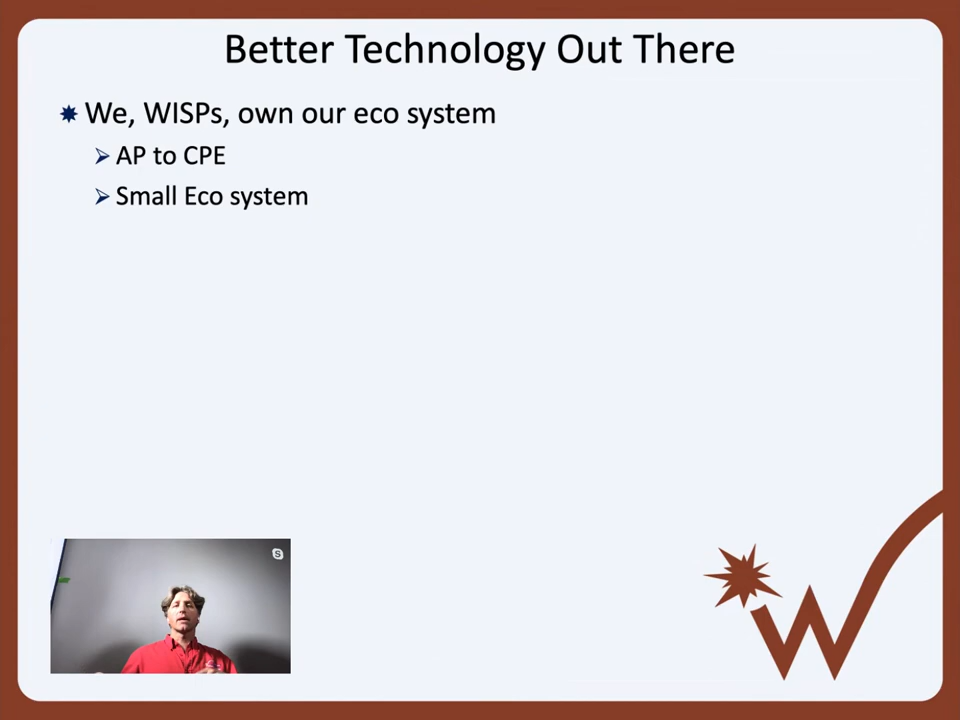 Better Technology Out There
We, WISPs, own our eco system
AP to CPE
Small Eco system